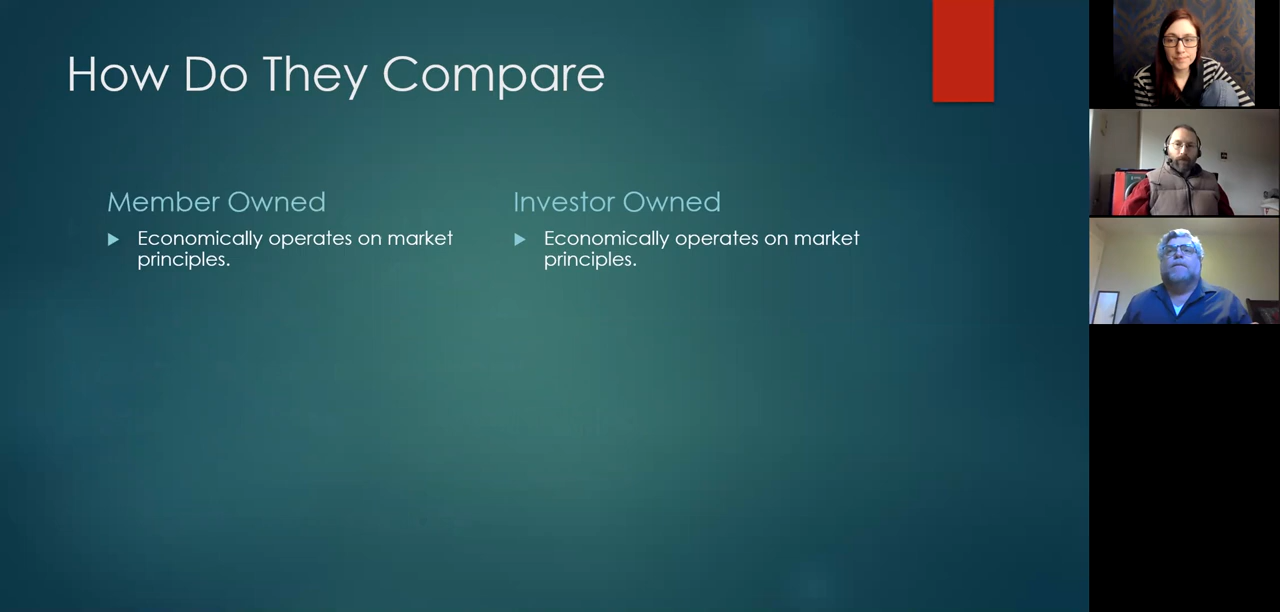 How Do They Compare
Member Owned
Economically operates on market
principles.
Investor Owned
Economically operates on market
principles.